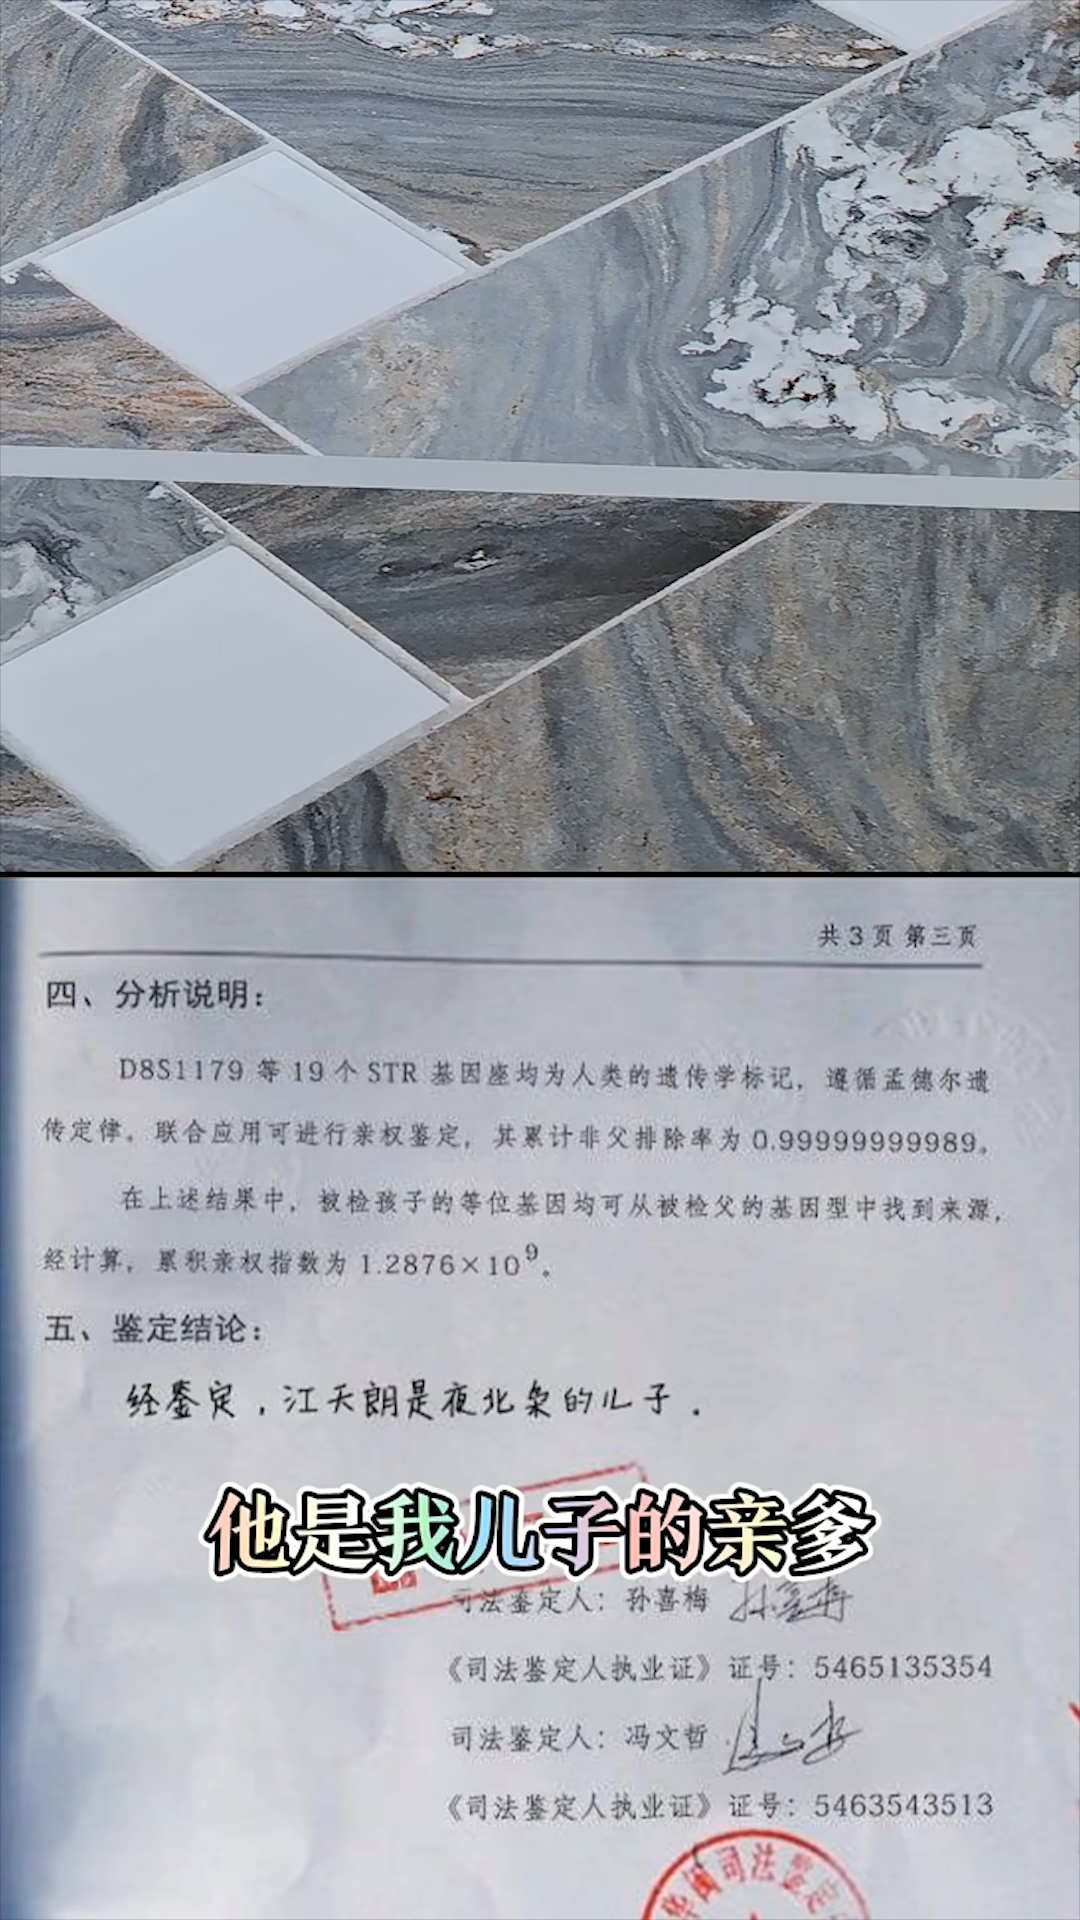 共3页 第三页
四、分析说明：
D8S1179 等 19 个 STR 基因座均为人类的遗传学标记，遵循孟德尔遗
传定律。联合应用可进行亲权鉴定，其累计非父排除率为 0.99999999989。
在上述结果中，被检孩子的等位基因均可从被检父的基因型中找到来源，
经计算，累积亲权指数为 1.2876×10⁹。
五、鉴定结论：
经鉴定，江天朗是夜北枭的儿子．
他是我儿子的亲爹
司法鉴定人：孙喜梅
《司法鉴定人执业证》证号：5465135354
司法鉴定人：冯文哲
《司法鉴定人执业证》证号：5463543513
司法鉴定